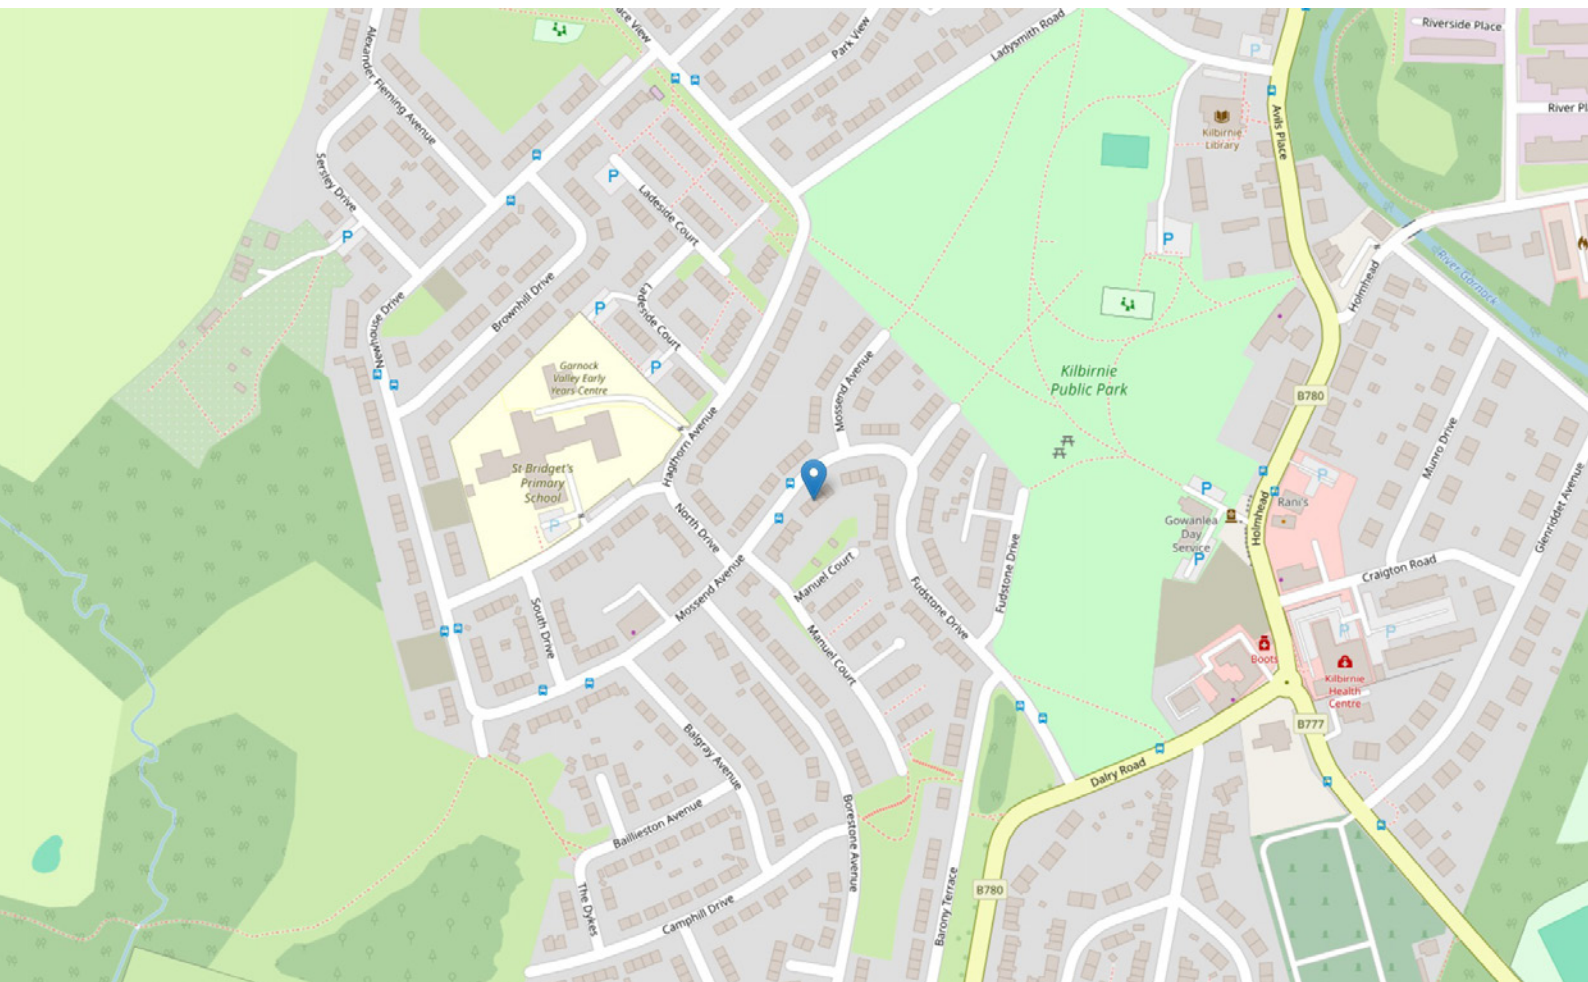 ace View
Park View
Ladysmith Road
Riverside Place
River Pl
Alexander Fleming Avenue
Kilbirnie
Library
Avils Place
Serstey Drive
Ladeside Court
River Garnock
Holmhead
Newhouse Drive
Brownhill Drive
Ladeside Court
Garnock
Valley Early
Years Centre
Mossend Avenue
Kilbirnie
Public Park
B780
Hagthorn Avenue
Munro Drive
St Bridget's
Primary
School
Glenriddet Avenue
North Drive
Rani's
Gowanlea
Day
Service
Holmhead
Fudstone Drive
Manuel Court
Craigton Road
Mossend Avenue
South Drive
Fudstone Drive
Manuel Court
Boots
Kilbirnie
Health
Centre
B777
Balgray Avenue
Dalry Road
Baillieston Avenue
Borestone Avenue
The Dykes
Camphill Drive
Barony Terrace
B780
P
P
P
P
P
P
P
P
P
P
P
P
P